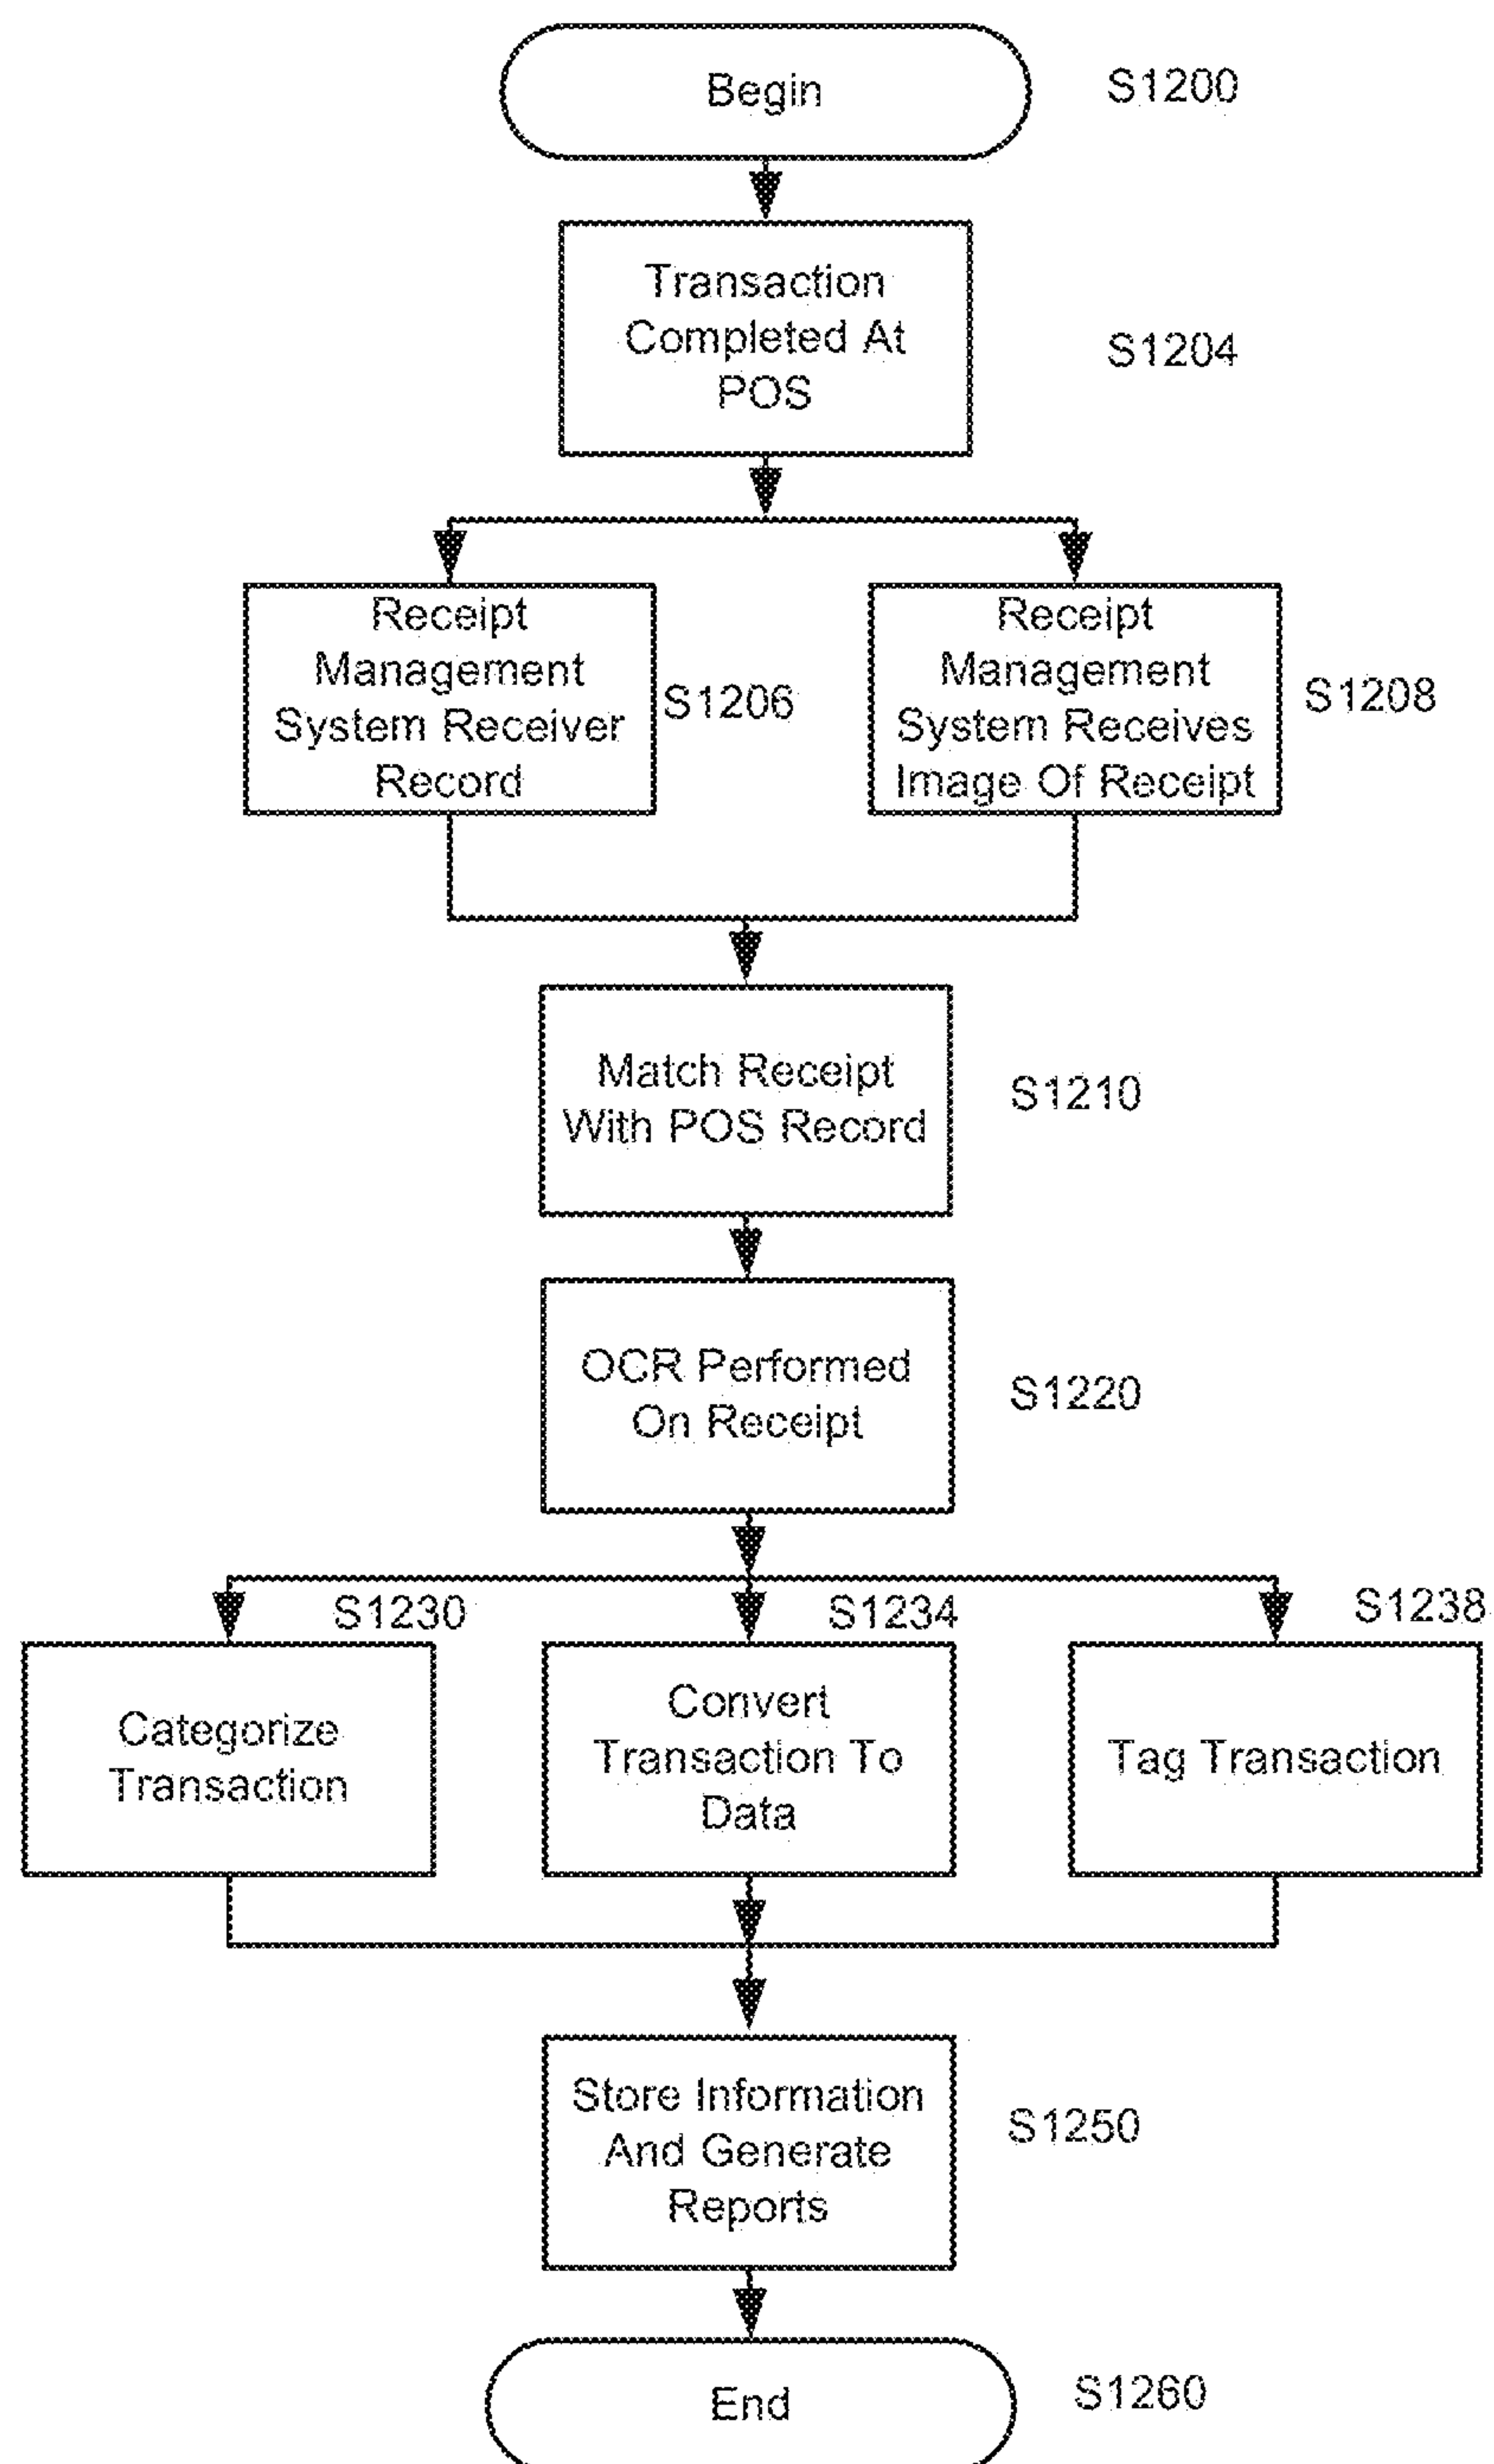 Begin
S1200
Transaction
Completed At
POS
S1204
Receipt
Management
System Receiver
Record
S1206
Receipt
Management
System Receives
Image Of Receipt
S1208
Match Receipt
With POS Record
S1210
OCR Performed
On Receipt
S1220
S1230
Categorize
Transaction
S1234
Convert
Transaction To
Data
S1238
Tag Transaction
Store Information
And Generate
Reports
S1250
End
S1260